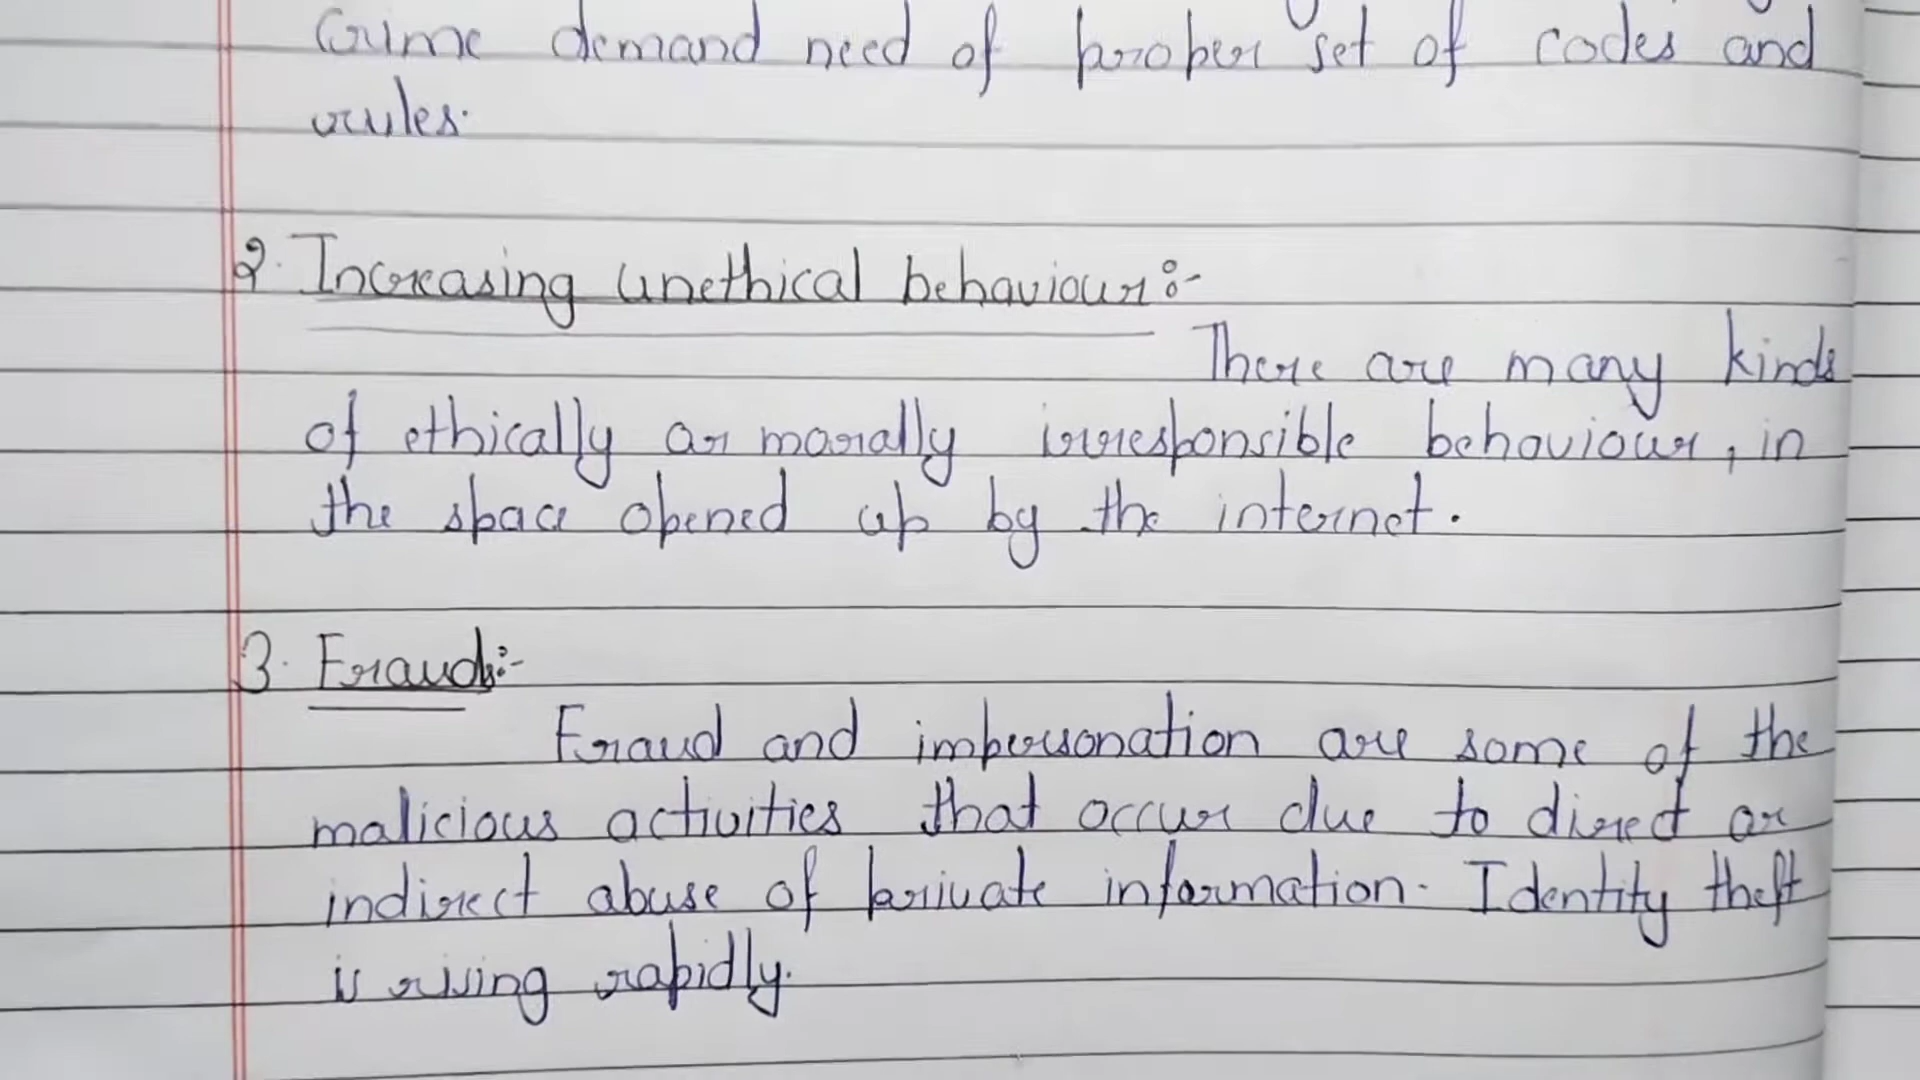 Crime demand need of proper set of codes and
rules.
2. Increasing unethical behaviour:-
There are many kinds
of ethically or morally irresponsible behaviour, in
the space opened up by the internet.
3. Frauds:-
Fraud and impersonation are some of the
malicious activities that occur due to direct or
indirect abuse of private information. Identity theft
is rising rapidly.